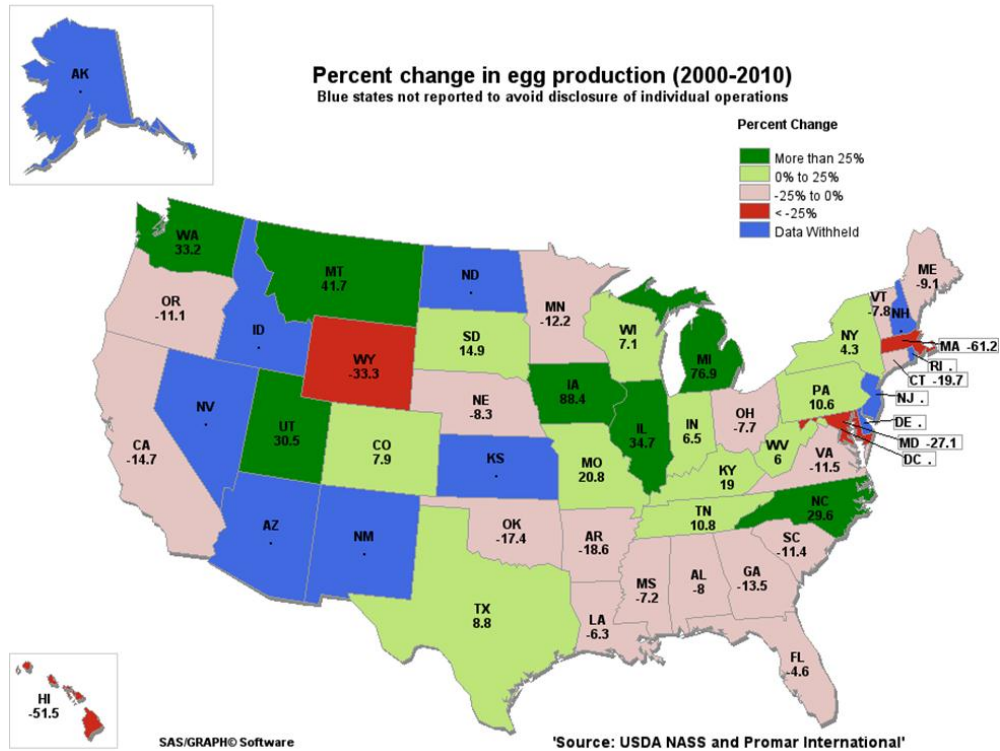 AK
.
Percent change in egg production (2000-2010)
Blue states not reported to avoid disclosure of individual operations
Percent Change
More than 25%
0% to 25%
-25% to 0%
< -25%
Data Withheld
WA
33.2
MT
41.7
ND
.
MN
-12.2
ME
-9.1
VT
-7.8
NH
.
OR
-11.1
ID
.
WY
-33.3
SD
14.9
WI
7.1
MI
76.9
NY
4.3
MA -61.2
RI .
CT -19.7
NJ .
DE .
MD -27.1
DC .
NV
.
UT
30.5
CO
7.9
NE
-8.3
IA
88.4
IL
34.7
IN
6.5
OH
-7.7
PA
10.6
WV
6
VA
-11.5
CA
-14.7
KS
.
MO
20.8
KY
19
AZ
.
NM
.
OK
-17.4
AR
-18.6
TN
10.8
NC
29.6
SC
-11.4
TX
8.8
LA
-6.3
MS
-7.2
AL
-8
GA
-13.5
FL
-4.6
HI
-51.5
SAS/GRAPH© Software
'Source: USDA NASS and Promar International'